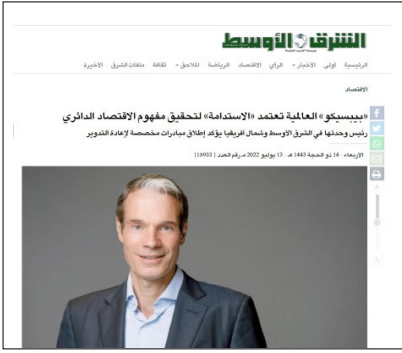 الشرق الأوسط
الرئيسية أولى الأخبار الرأي الاقتصاد الرياضة الملاحق ثقافة ملفات الشرق الأخيرة
الاقتصاد
«بيبسيكو» العالمية تعتمد «الاستدامة» لتحقيق مفهوم الاقتصاد الدائري
رئيس وحدتها في الشرق الأوسط وشمال أفريقيا يؤكد إطلاق مبادرات مخصصة لإعادة التدوير
الأربعاء - 14 ذو الحجة 1443 هـ - 13 يوليو 2022 مـ رقم العدد [15933]